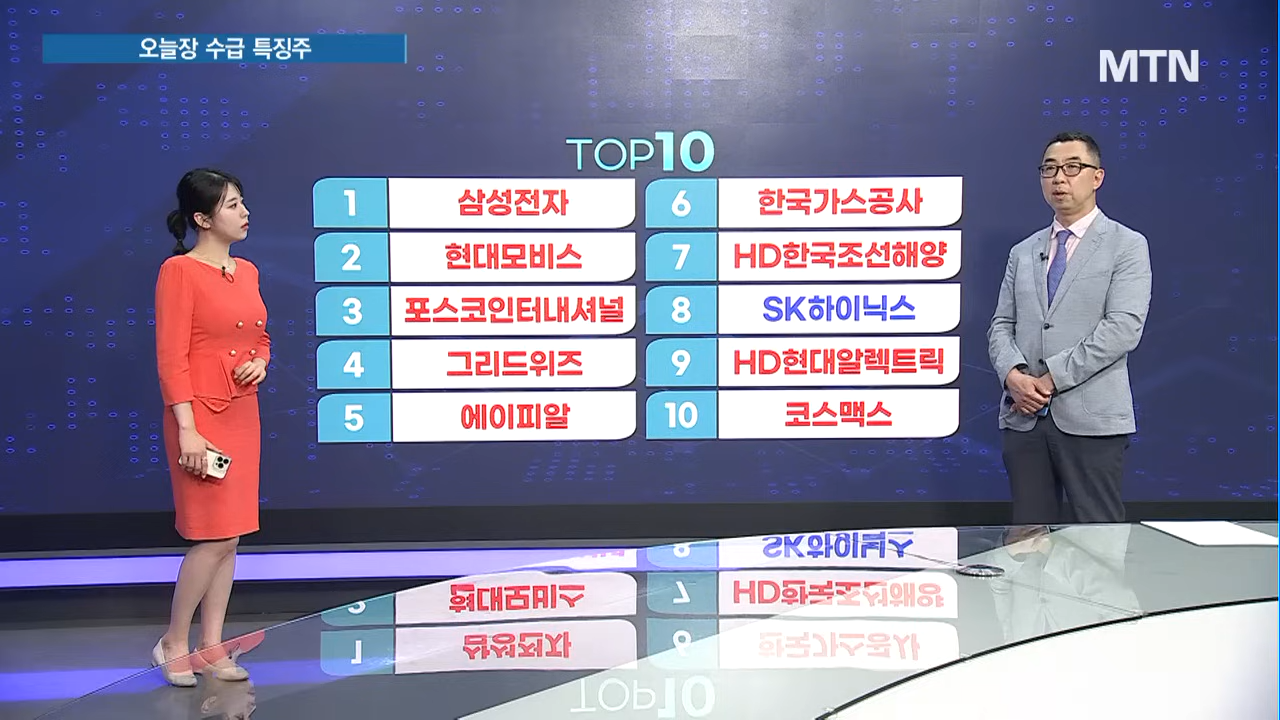 오늘장 수급 특징주
MTN
TOP10
1 삼성전자
2 현대모비스
3 포스코인터내셔널
4 그리드위즈
5 에이피알
6 한국가스공사
7 HD한국조선해양
8 SK하이닉스
9 HD현대일렉트릭
10 코스맥스